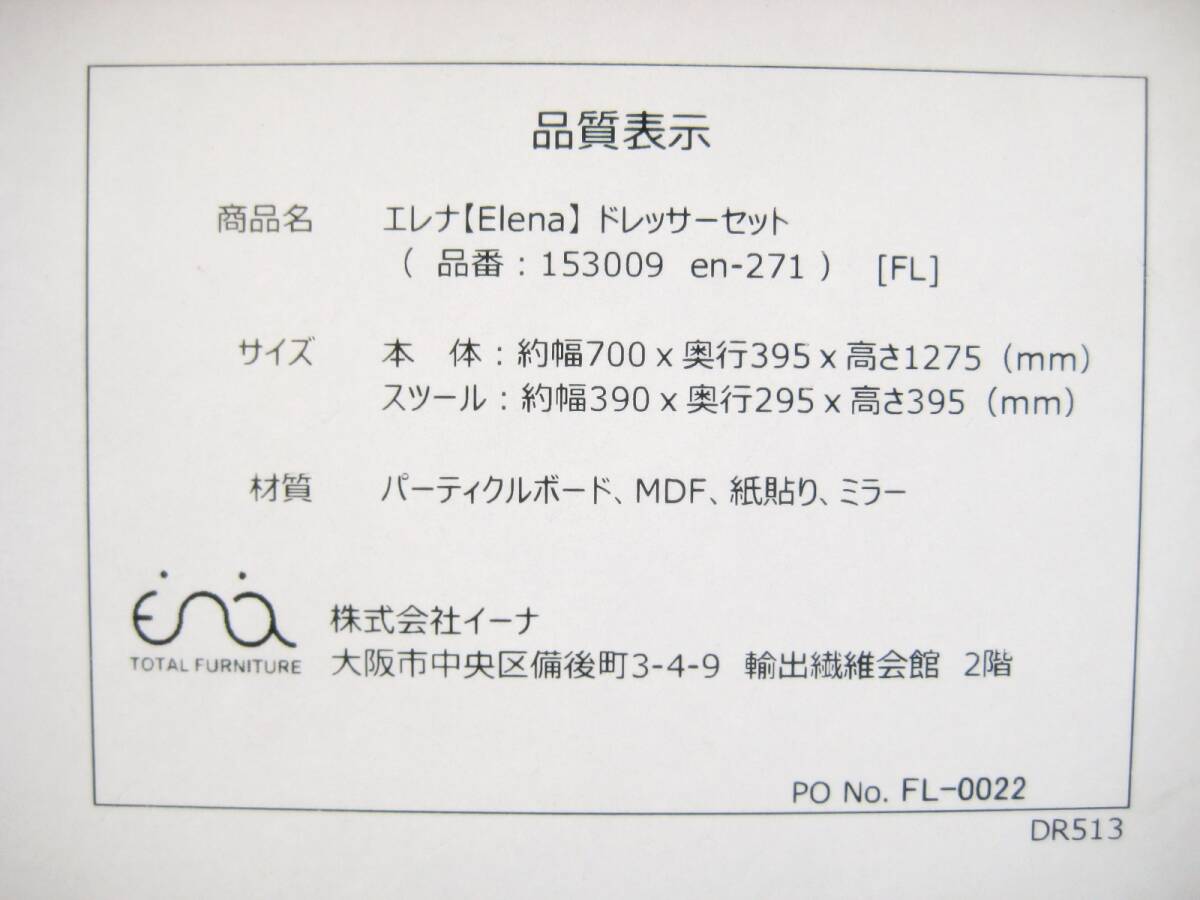 品質表示
商品名 エレナ【Elena】ドレッサーセット
( 品番:153009 en-271) [FL]
サイズ 本 体:約幅700x奥行395x高さ1275(mm)
スツール:約幅390x奥行295x高さ395(mm)
材質 パーティクルボード、MDF、紙貼り、ミラー
ena
TOTAL FURNITURE
株式会社イーナ
大阪市中央区備後町3-4-9 輸出繊維会館 2階
PO No. FL-0022
DR513